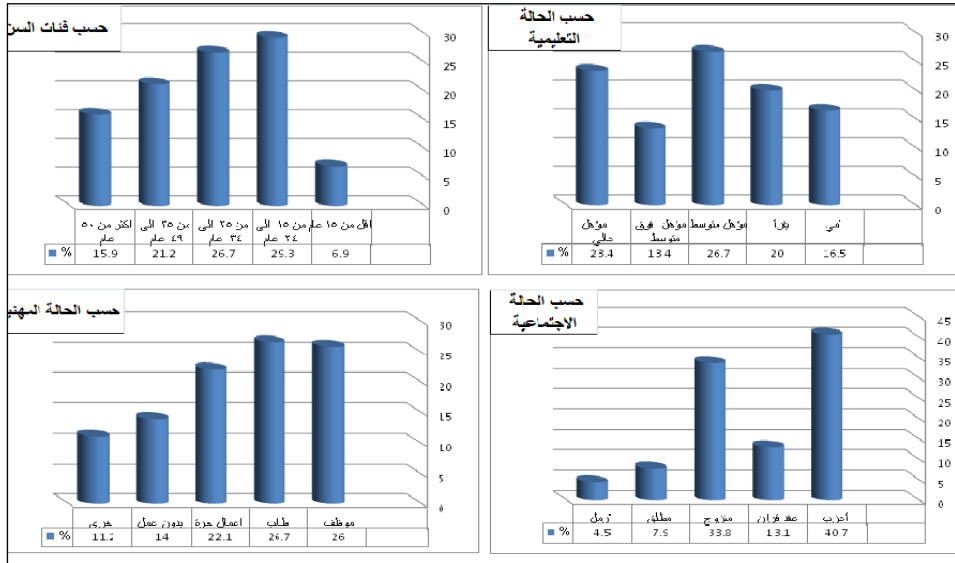 حسب الحالة
التعليمية
30
25
20
15
10
5
0
أمي
يقرأ
مؤهل متوسط
مؤهل فوق
متوسط
مؤهل
عالي
16.5
20
26.7
13.4
23.4
%
حسب فئات السن
30
25
20
15
10
5
0
اقل من ١٥ عام
من ١٥ الى
٢٤ عام
من ٢٥ الى
٣٤ عام
من ٣٥ الى
٤٩ عام
اكثر من ٥٠
عام
6.9
29.3
26.7
21.2
15.9
%
حسب الحالة
الاجتماعية
45
40
35
30
25
20
15
10
5
0
أعزب
عقد قران
متزوج
مطلق
ارمل
40.7
13.1
33.8
7.9
4.5
%
حسب الحالة
30
25
20
15
10
5
0
موظف
طالب
اعمال حرة
بدون عمل
اخرى
26
26.7
22.1
14
11.2
%